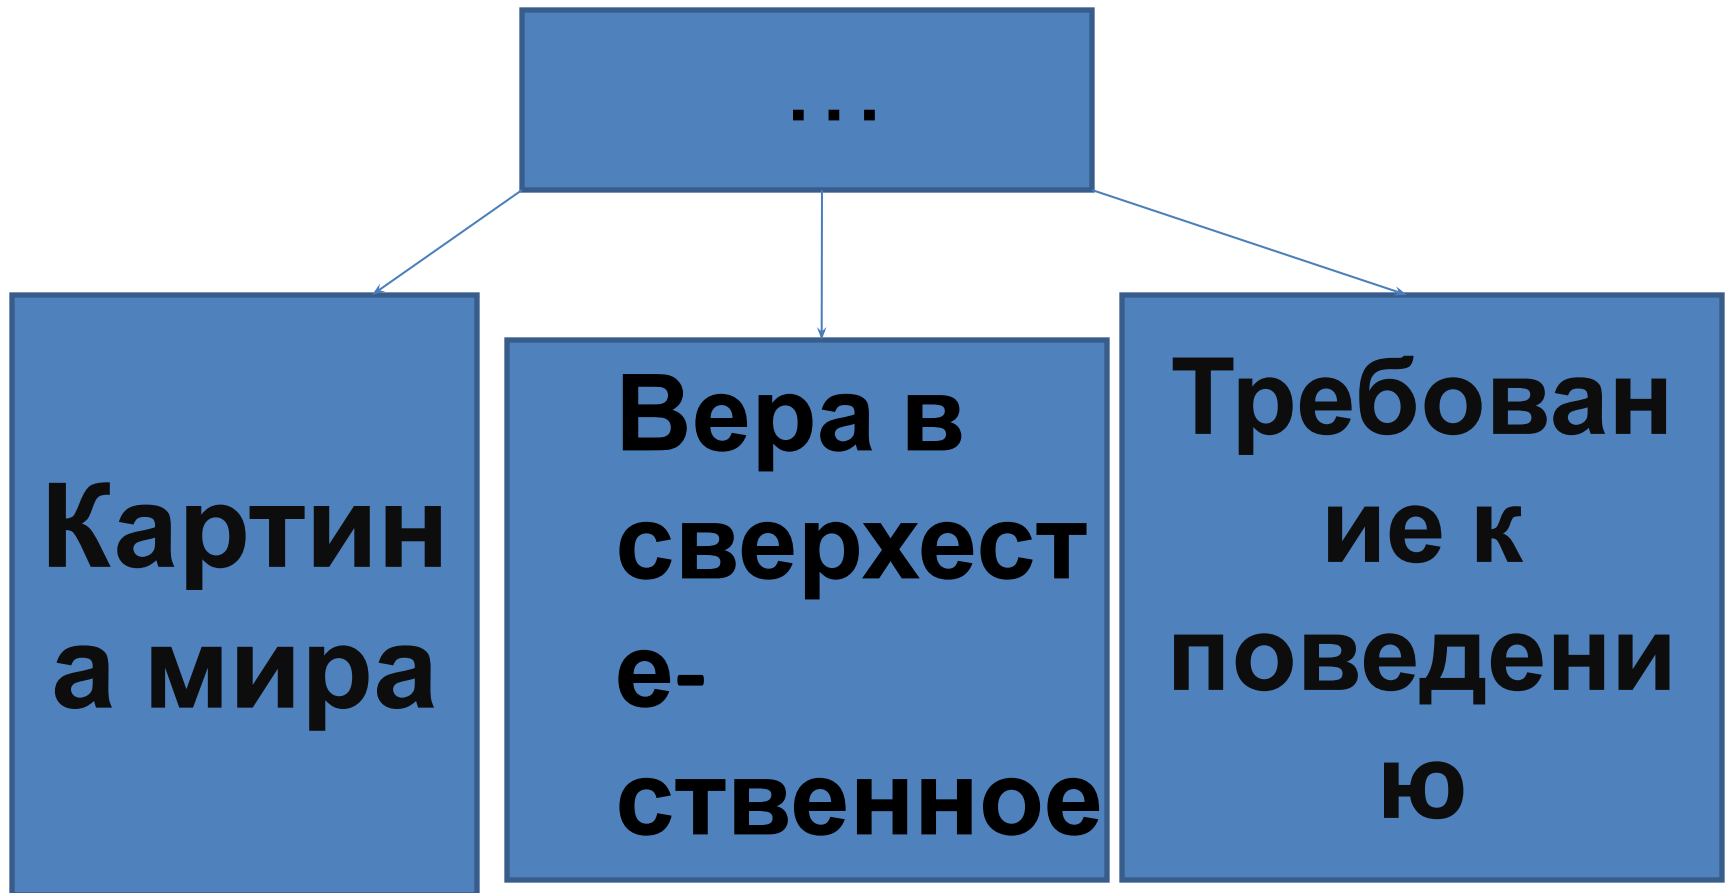 …
Картин
а мира
Вера в
сверхест
е-
ственное
Требован
ие к
поведени
ю